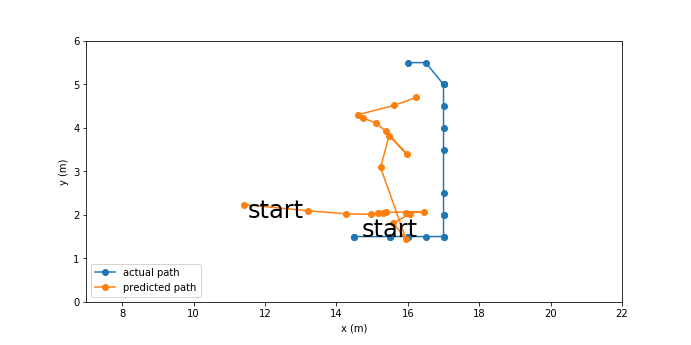 6
5
4
3
2
1
0
y (m)
start
start
actual path
predicted path
8 10 12 14 16 18 20 22
x (m)